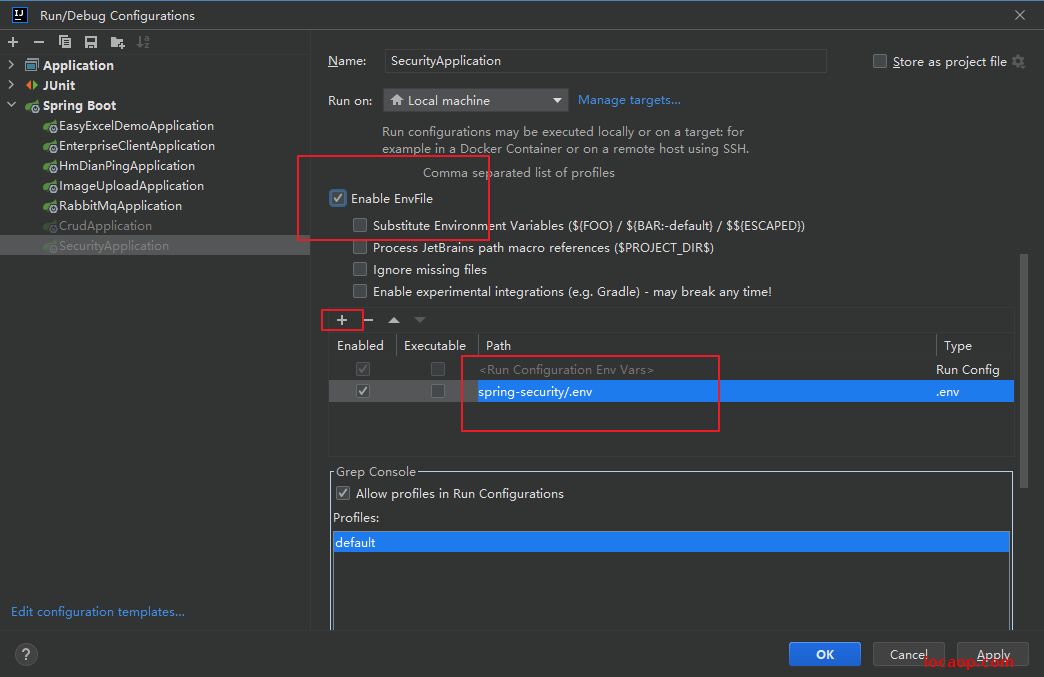 IJ Run/Debug Configurations
Application
JUnit
Spring Boot
EasyExcelDemoApplication
EnterpriseClientApplication
HmDianPingApplication
ImageUploadApplication
RabbitMqApplication
CrudApplication
SecurityApplication
Edit configuration templates...
Name: SecurityApplication Store as project file
Run on: Local machine Manage targets...
Run configurations may be executed locally or on a target: for
example in a Docker Container or on a remote host using SSH.
Comma separated list of profiles
Enable EnvFile
Substitute Environment Variables (${FOO} / ${BAR:-default} / $${ESCAPED})
Process JetBrains path macro references ($PROJECT_DIR$)
Ignore missing files
Enable experimental integrations (e.g. Gradle) - may break any time!
Enabled Executable Path Type
<Run Configuration Env Vars> Run Config
spring-security/.env .env
Grep Console
Allow profiles in Run Configurations
Profiles:
default
? OK Cancel Apply
iocaop.com